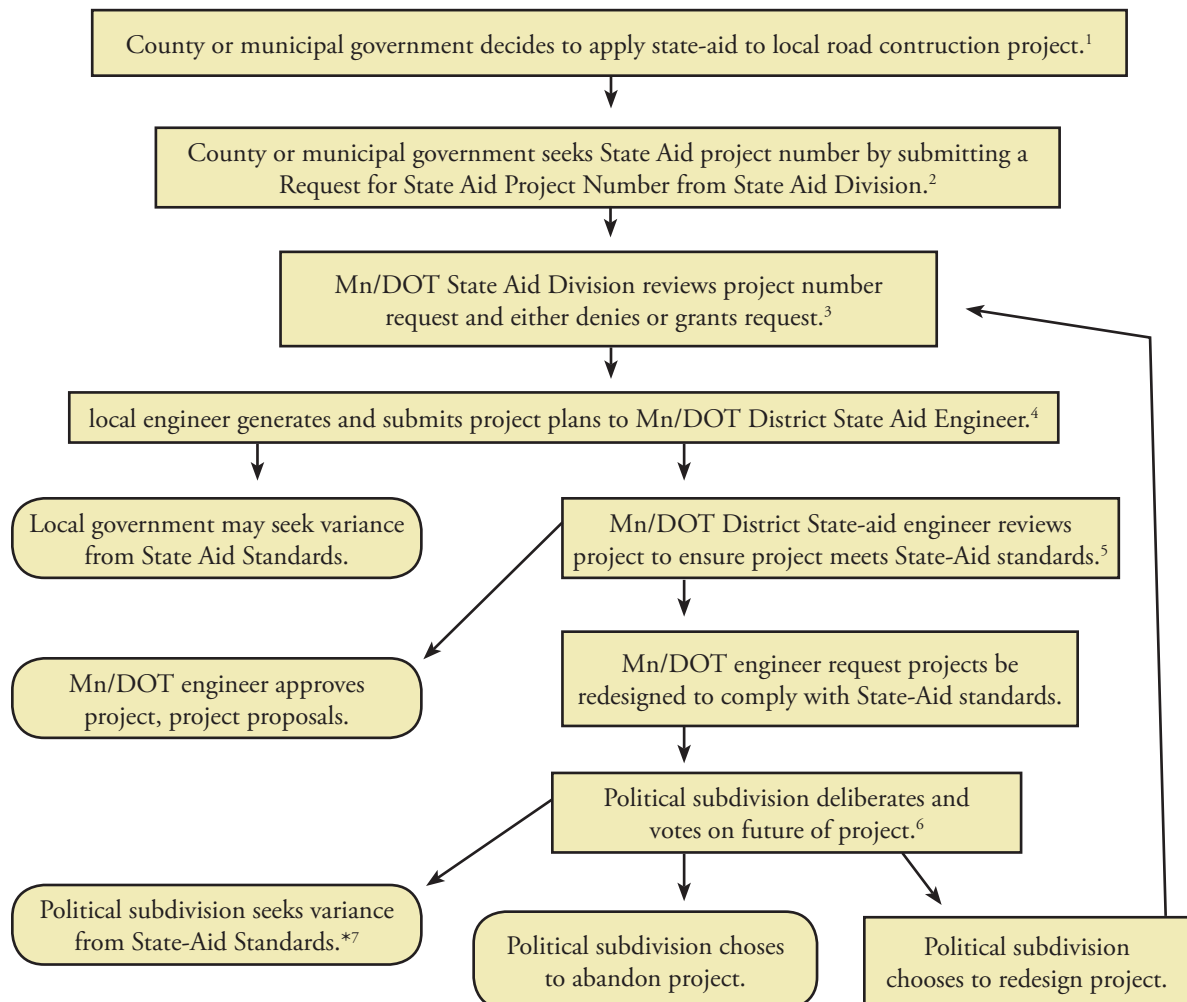 County or municipal government decides to apply state-aid to local road contruction project.¹
County or municipal government seeks State Aid project number by submitting a
Request for State Aid Project Number from State Aid Division.²
Mn/DOT State Aid Division reviews project number
request and either denies or grants request.³
local engineer generates and submits project plans to Mn/DOT District State Aid Engineer.⁴
Local government may seek variance
from State Aid Standards.
Mn/DOT District State-aid engineer reviews
project to ensure project meets State-Aid standards.⁵
Mn/DOT engineer approves
project, project proposals.
Mn/DOT engineer request projects be
redesigned to comply with State-Aid standards.
Political subdivision deliberates and
votes on future of project.⁶
Political subdivision seeks variance
from State-Aid Standards.*⁷
Political subdivision choses
to abandon project.
Political subdivision
chooses to redesign project.